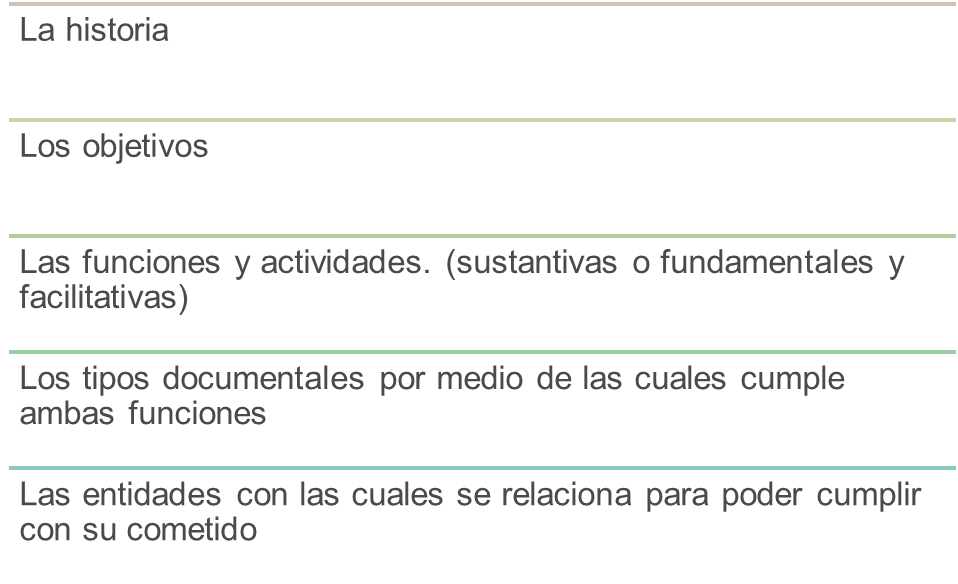 La historia
Los objetivos
Las funciones y actividades. (sustantivas o fundamentales y
facilitativas)
Los tipos documentales por medio de las cuales cumple
ambas funciones
Las entidades con las cuales se relaciona para poder cumplir
con su cometido